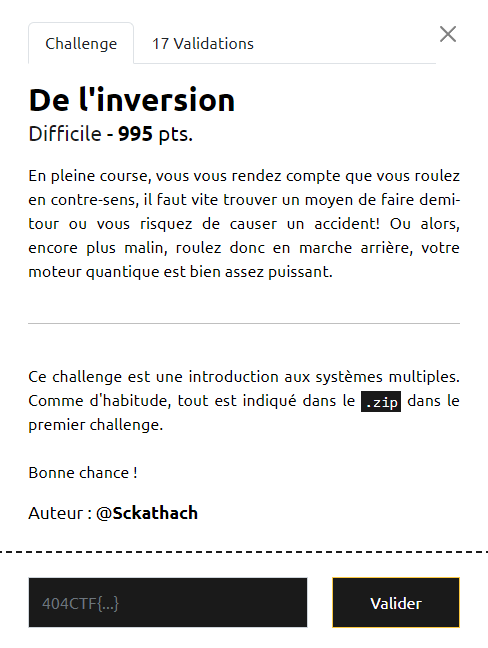 Challenge
17 Validations
De l'inversion
Difficile - 995 pts.
En pleine course, vous vous rendez compte que vous roulez
en contre-sens, il faut vite trouver un moyen de faire demi-
tour ou vous risquez de causer un accident! Ou alors,
encore plus malin, roulez donc en marche arrière, votre
moteur quantique est bien assez puissant.
Ce challenge est une introduction aux systèmes multiples.
Comme d'habitude, tout est indiqué dans le .zip dans le
premier challenge.
Bonne chance !
Auteur : @Sckathach
404CTF{...}
Valider